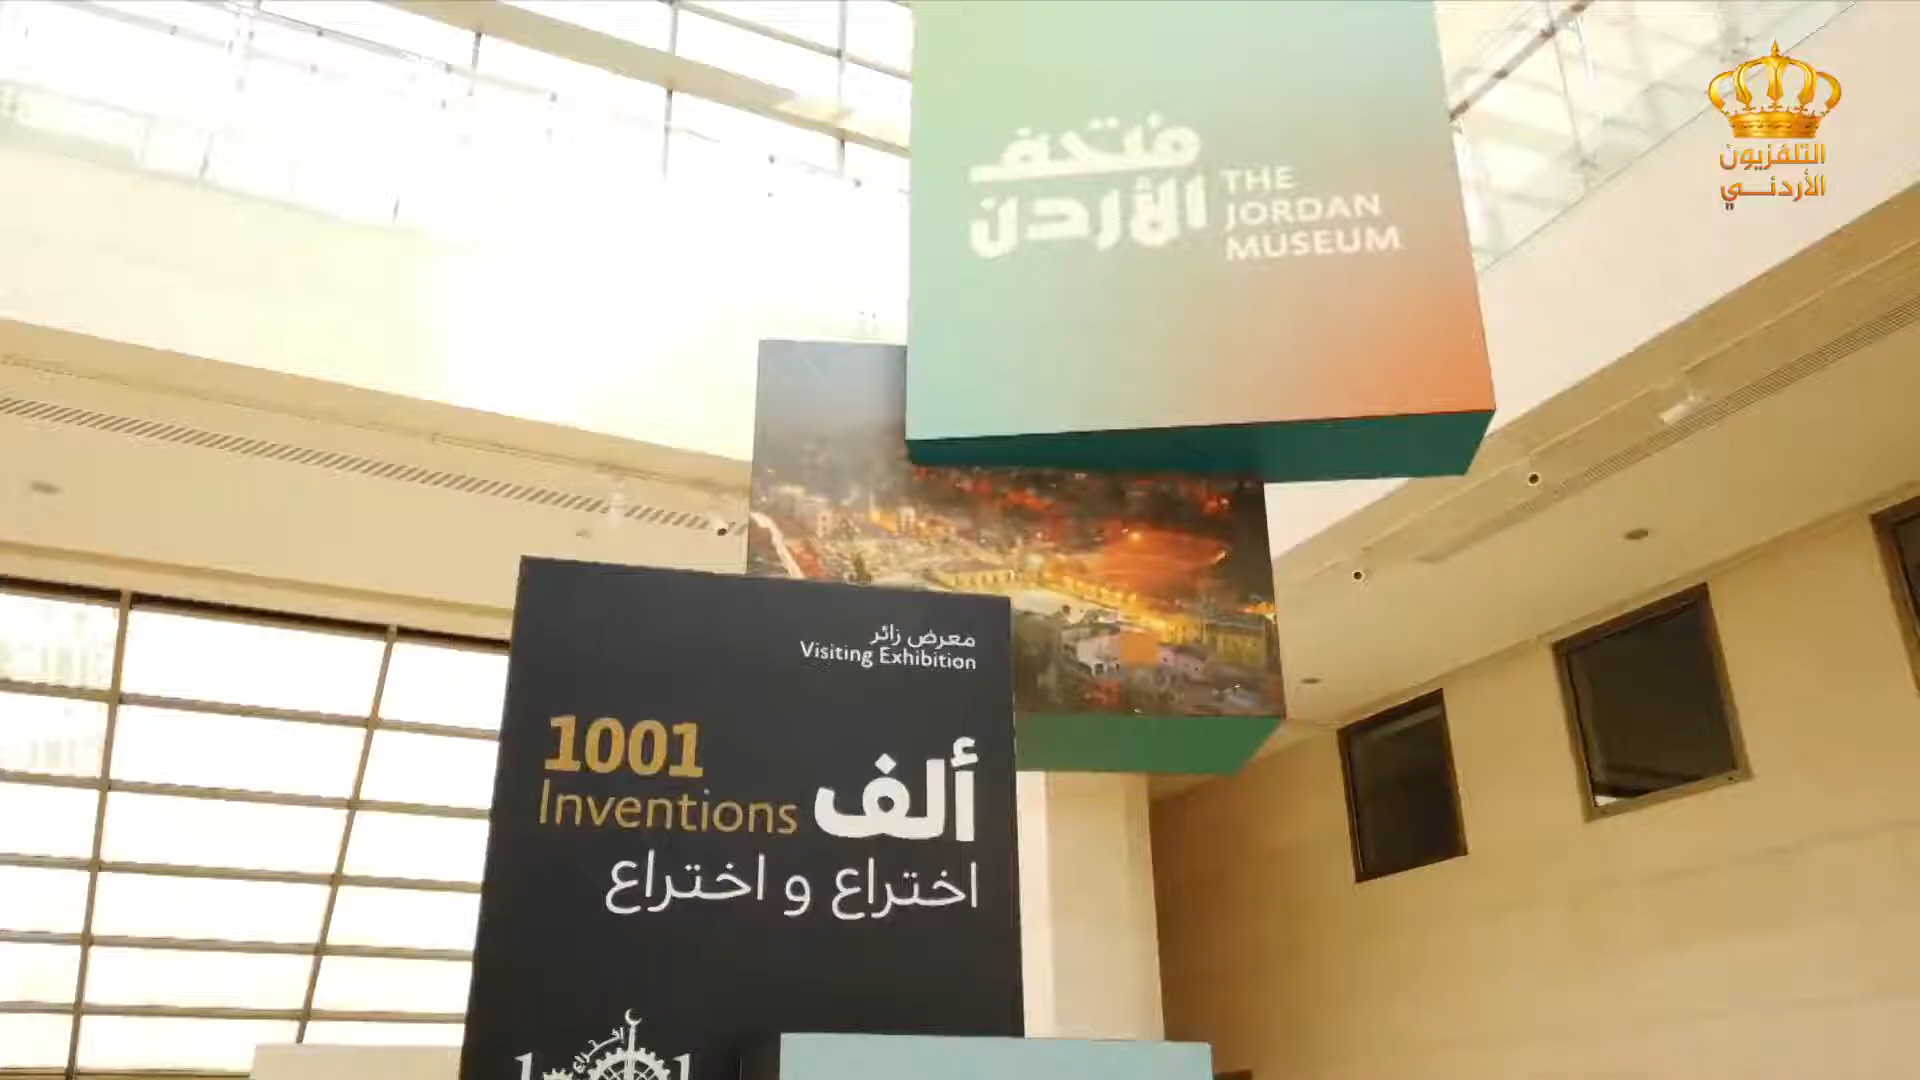 متحف
الأردن
THE
JORDAN
MUSEUM
التلفزيون
الأردني
معرض زائر
Visiting Exhibition
1001
Inventions
ألف
اختراع و اختراع